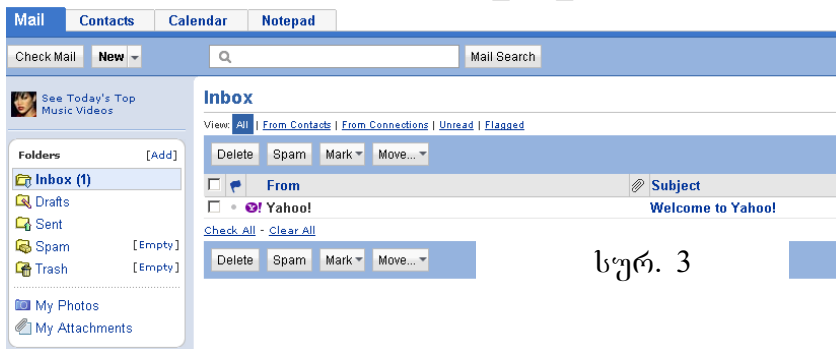 Mail Contacts Calendar Notepad
Check Mail New Mail Search
See Today's Top
Music Videos
Folders [Add]
Inbox (1)
Drafts
Sent
Spam [Empty]
Trash [Empty]
My Photos
My Attachments
Inbox
View: All | From Contacts | From Connections | Unread | Flagged
Delete Spam Mark Move...
From Subject
Y! Yahoo! Welcome to Yahoo!
Check All - Clear All
Delete Spam Mark Move...
სურ. 3